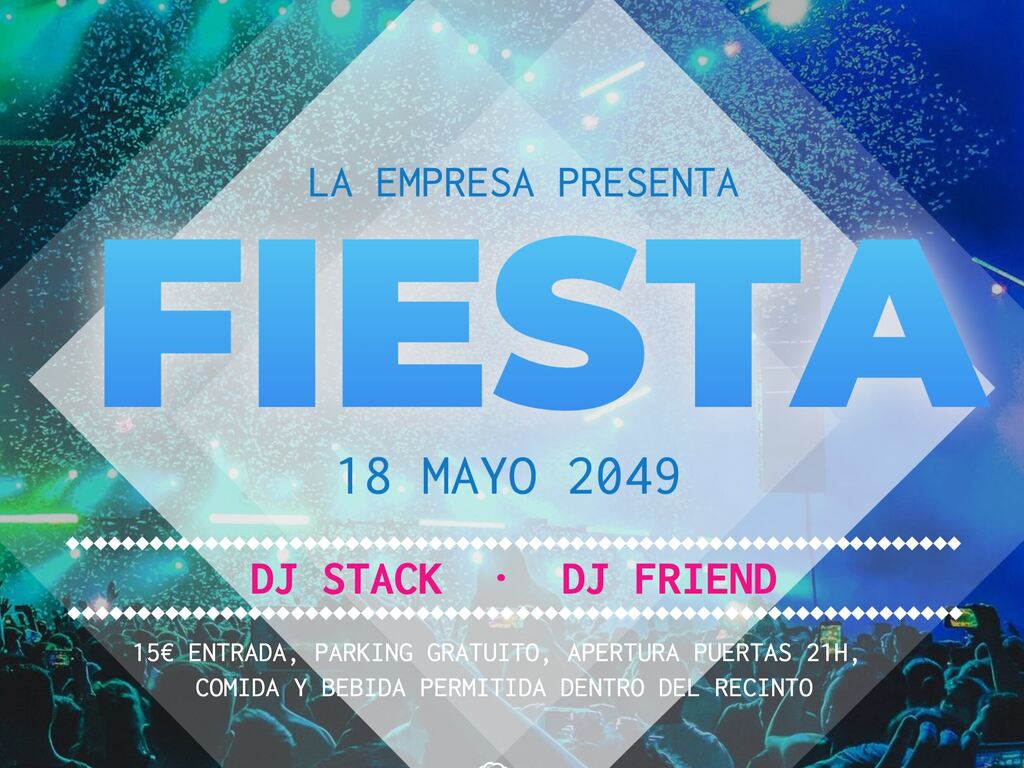 LA EMPRESA PRESENTA
FIESTA
18 MAYO 2049
DJ STACK · DJ FRIEND
15€ ENTRADA, PARKING GRATUITO, APERTURA PUERTAS 21H,
COMIDA Y BEBIDA PERMITIDA DENTRO DEL RECINTO